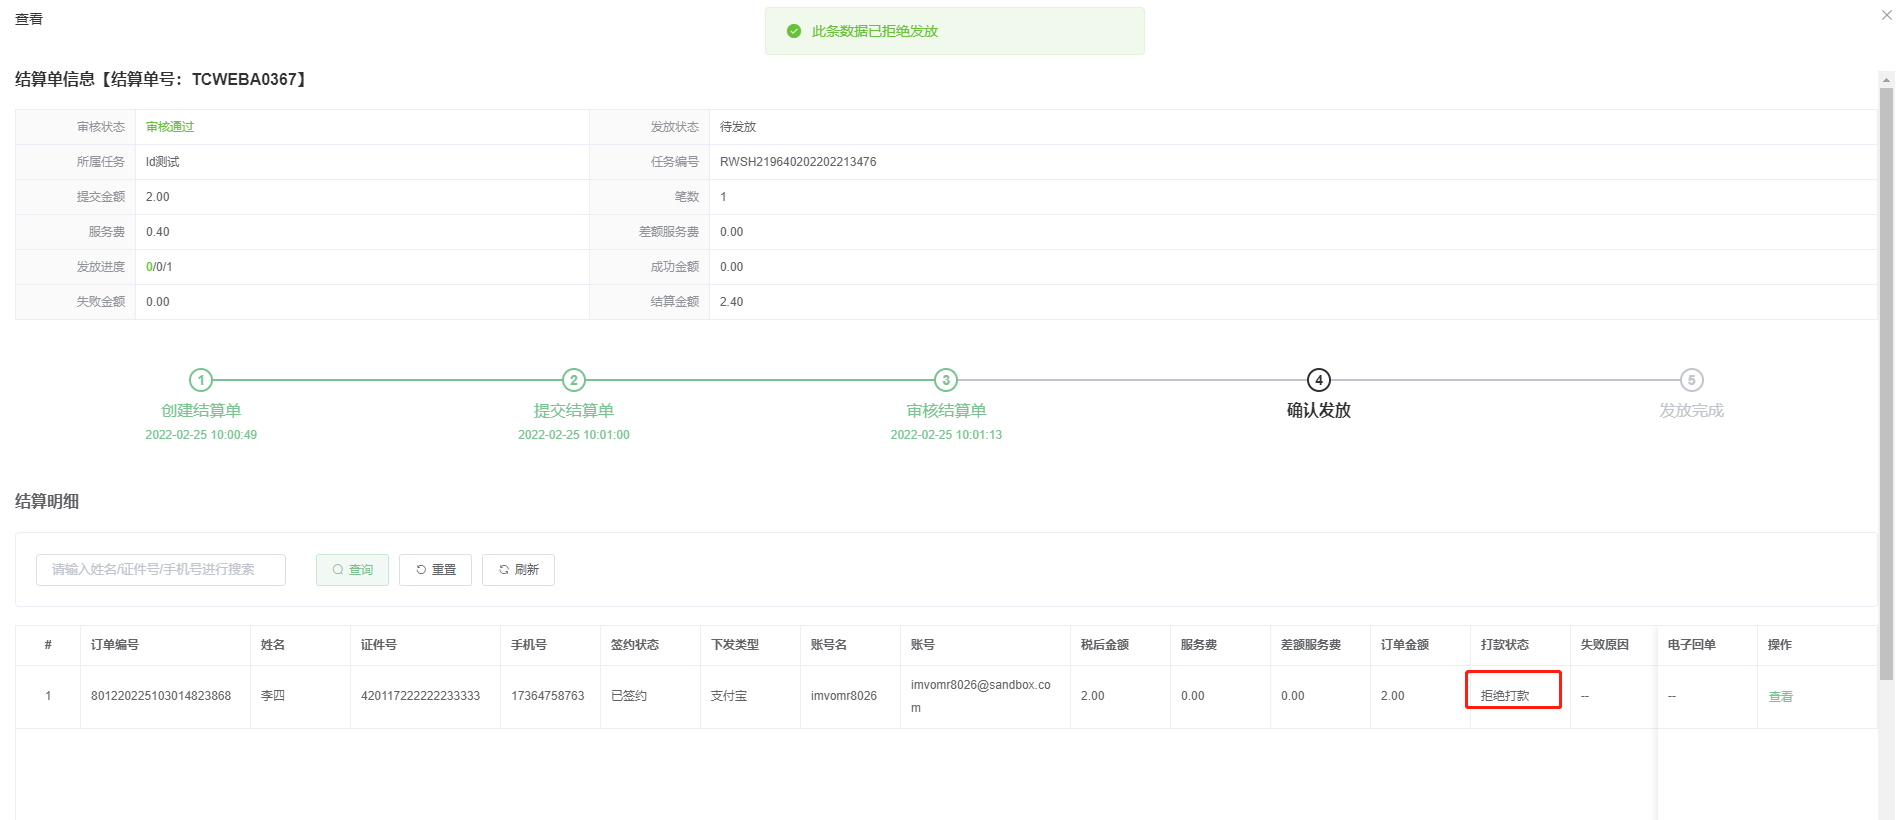 查看
此条数据已拒绝发放
结算单信息【结算单号：TCWEBA0367】
审核状态 审核通过 发放状态 待发放
所属任务 ld测试 任务编号 RWSH219640202202213476
提交金额 2.00 笔数 1
服务费 0.40 差额服务费 0.00
发放进度 0/0/1 成功金额 0.00
失败金额 0.00 结算金额 2.40
1 2 3 4 5
创建结算单 提交结算单 审核结算单 确认发放 发放完成
2022-02-25 10:00:49 2022-02-25 10:01:00 2022-02-25 10:01:13
结算明细
请输入姓名/证件号/手机号进行搜索 查询 重置 刷新
# 订单编号 姓名 证件号 手机号 签约状态 下发类型 账号名 账号 税后金额 服务费 差额服务费 订单金额 打款状态 失败原因 电子回单 操作
1 801220225103014823868 李四 420117222222233333 17364758763 已签约 支付宝 imvomr8026 imvomr8026@sandbox.co 2.00 0.00 0.00 2.00 拒绝打款 -- -- 查看
m